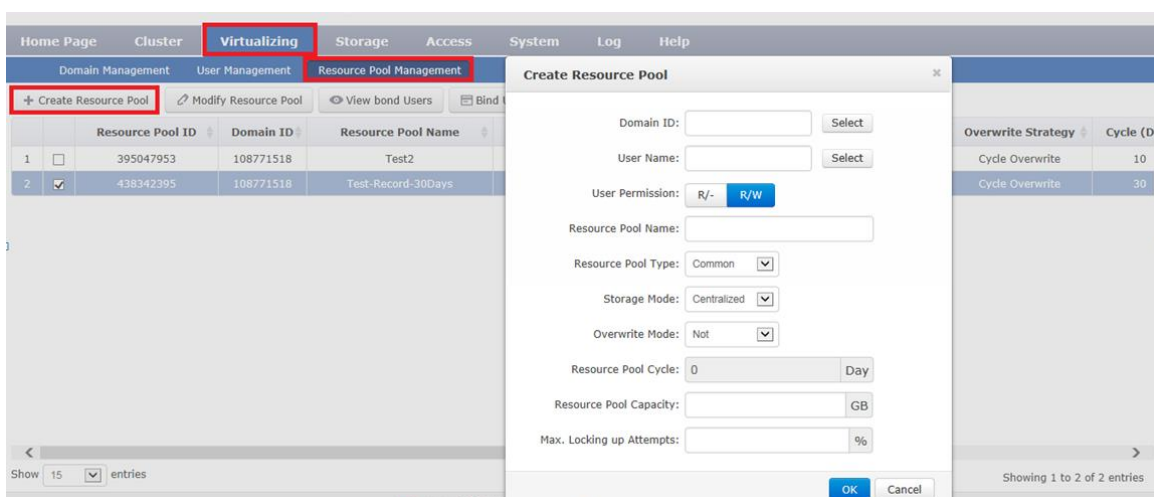 Home Page Cluster Virtualizing Storage Access System Log Help
Domain Management User Management Resource Pool Management
+ Create Resource Pool Modify Resource Pool View bond Users Bind
Resource Pool ID Domain ID Resource Pool Name Overwrite Strategy Cycle (D
1 395047953 108771518 Test2 Cycle Overwrite 10
2 438342395 108771518 Test-Record-30Days Cycle Overwrite 30
Create Resource Pool ×
Domain ID: Select
User Name: Select
User Permission: R/- R/W
Resource Pool Name:
Resource Pool Type: Common
Storage Mode: Centralized
Overwrite Mode: Not
Resource Pool Cycle: 0 Day
Resource Pool Capacity: GB
Max. Locking up Attempts: %
OK Cancel
Show 15 entries
Showing 1 to 2 of 2 entries